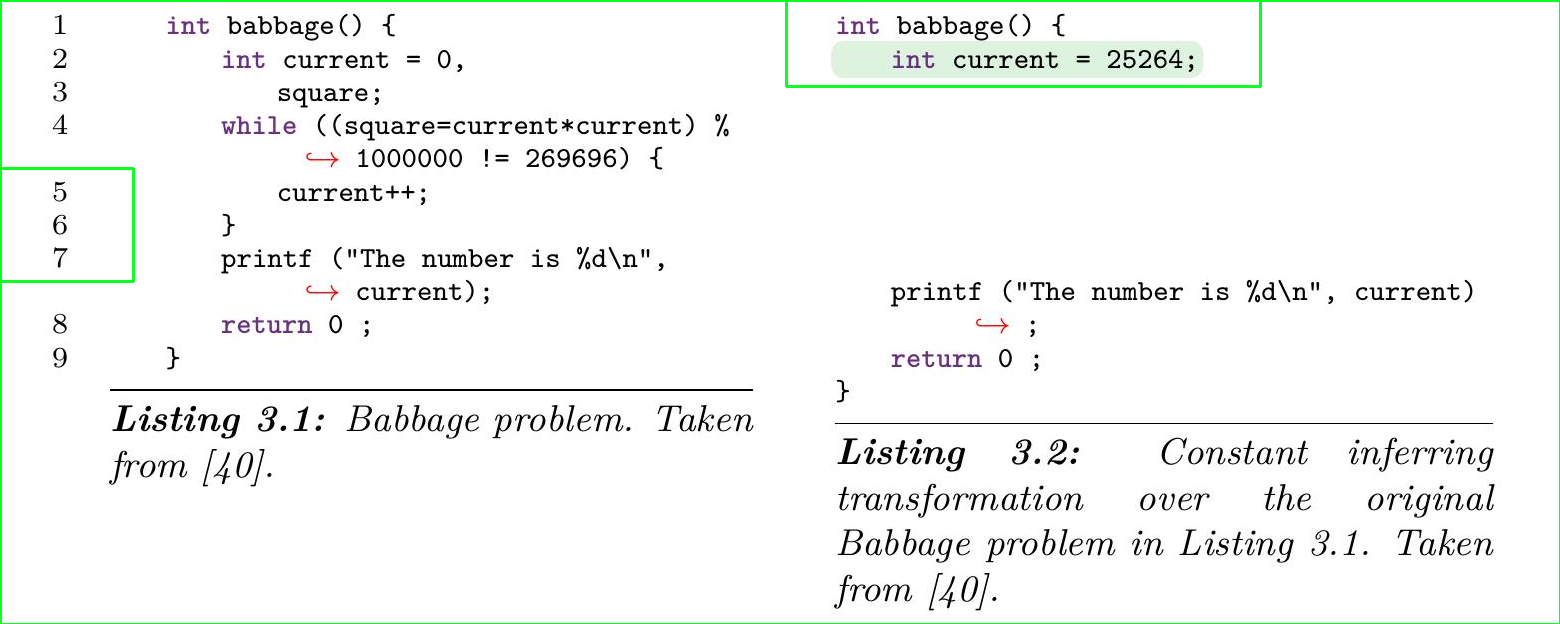 1 int babbage() {
2 int current = 0,
3 square;
4 while ((square=current*current) %
↪ 1000000 != 269696) {
5 current++;
6 }
7 printf ("The number is %d\n",
↪ current);
8 return 0 ;
9 }
Listing 3.1: Babbage problem. Taken
from [40].
int babbage() {
int current = 25264;
printf ("The number is %d\n", current)
↪ ;
return 0 ;
}
Listing 3.2: Constant inferring
transformation over the original
Babbage problem in Listing 3.1. Taken
from [40].